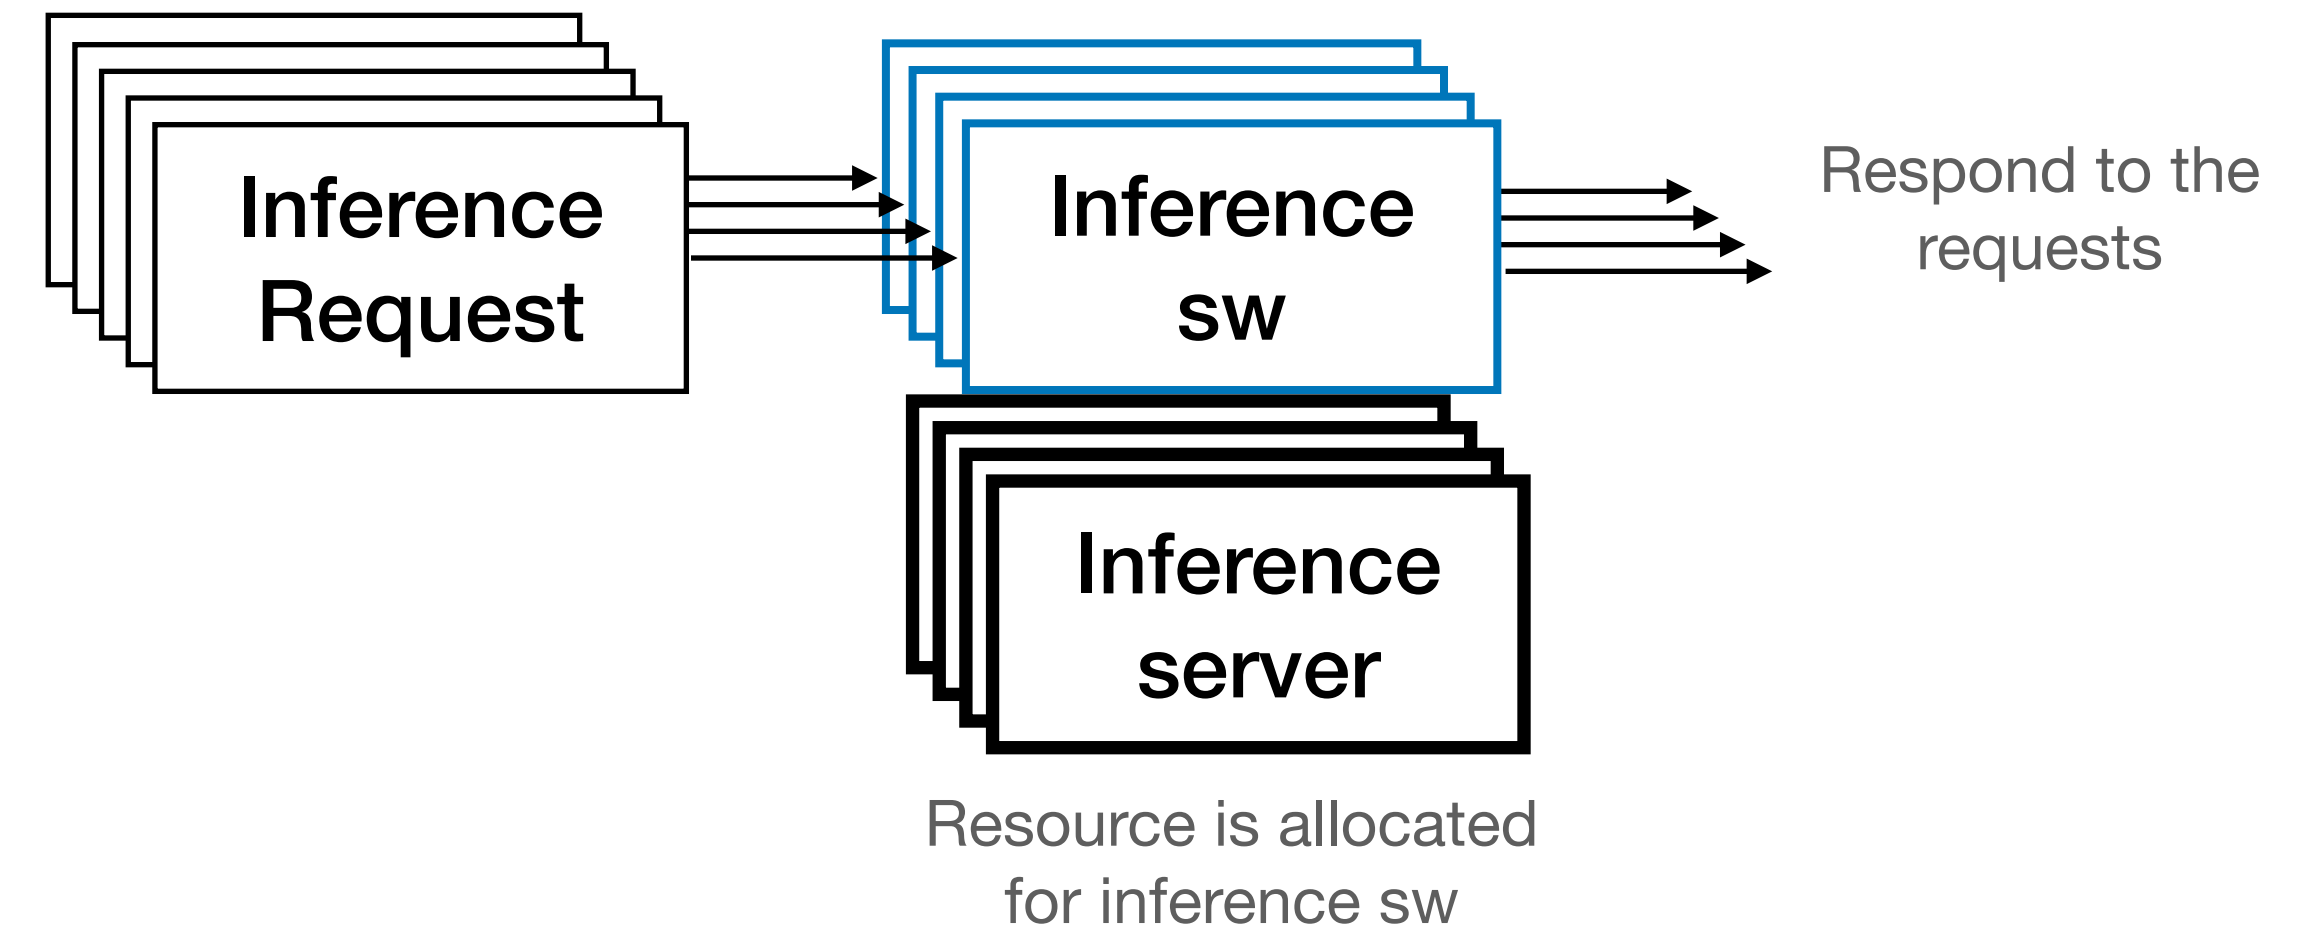 Inference
Request
Inference
sw
Respond to the
requests
Inference
server
Resource is allocated
for inference sw